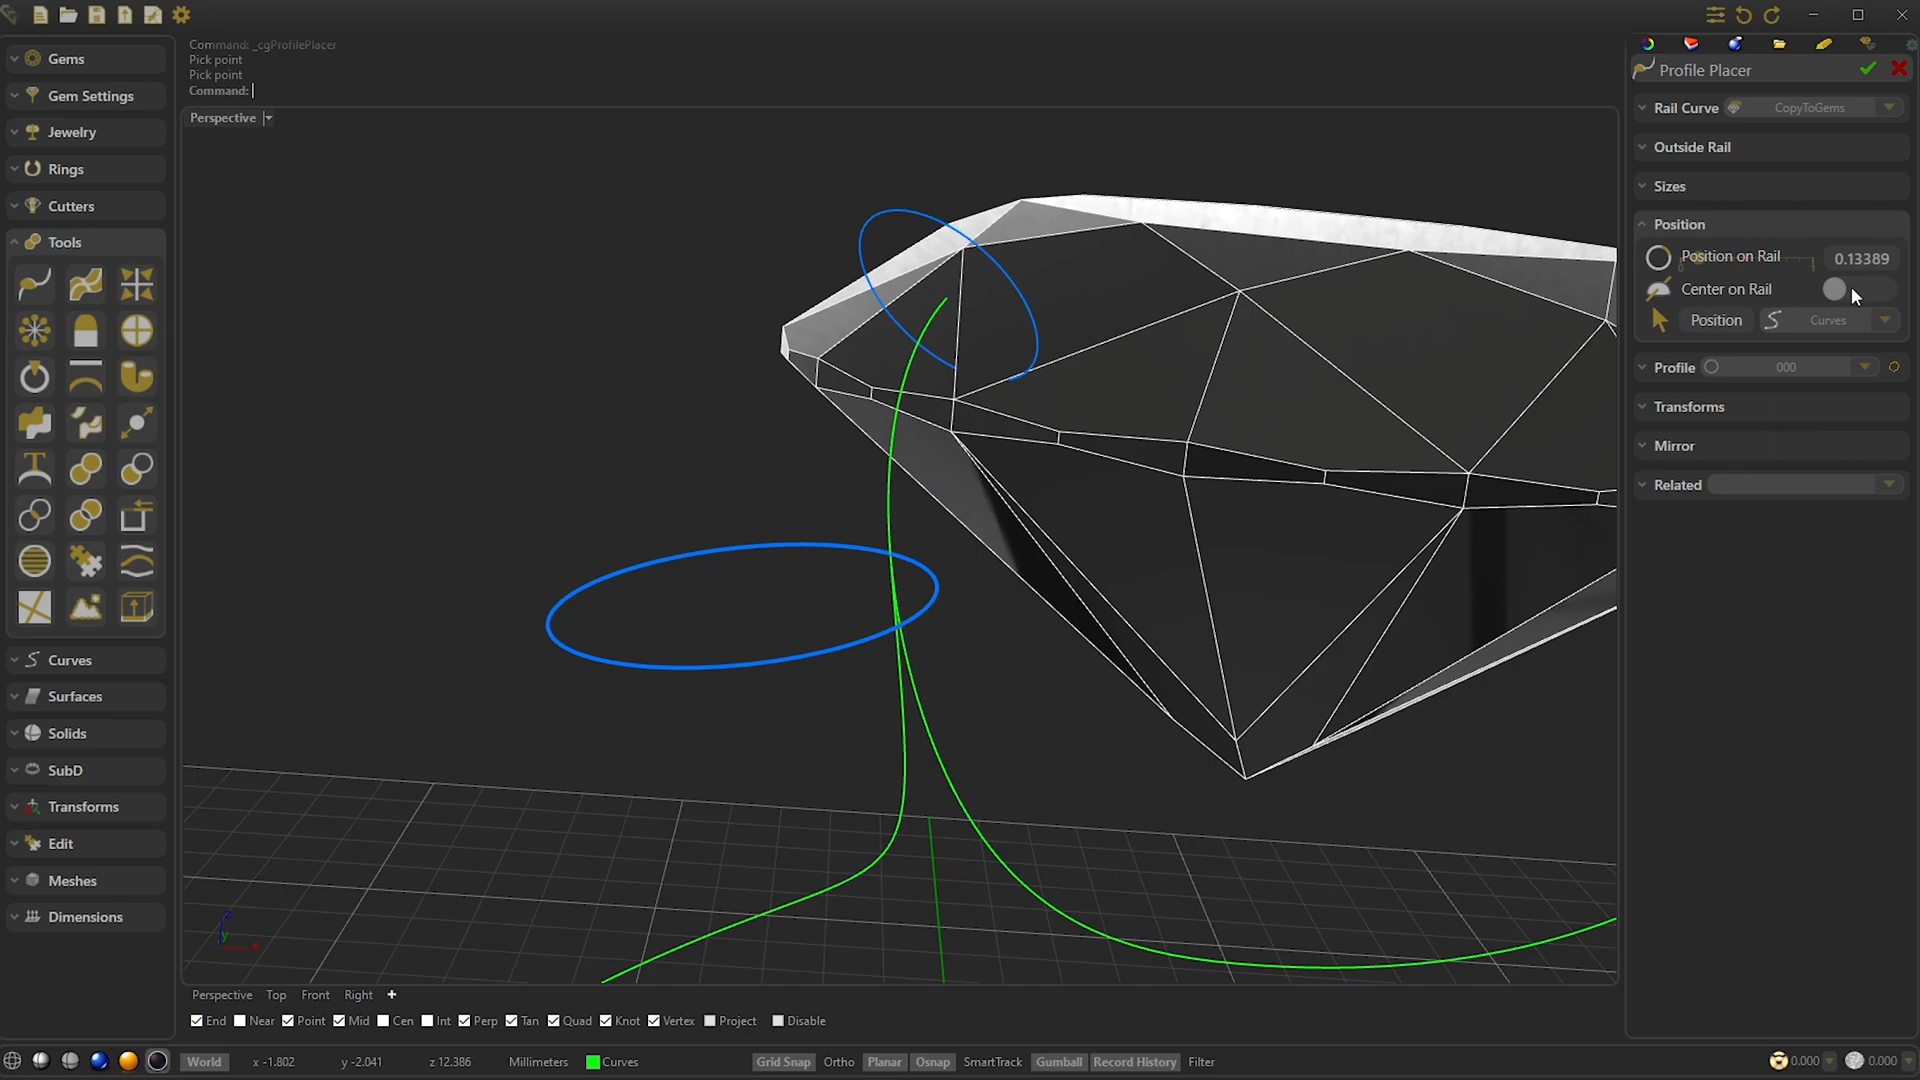 Command: _cgProfilePlacer
Pick point
Pick point
Command:
Perspective
Gems
Gem Settings
Jewelry
Rings
Cutters
Tools
Curves
Surfaces
Solids
SubD
Transforms
Edit
Meshes
Dimensions
Profile Placer
Rail Curve CopyToGems
Outside Rail
Sizes
Position
Position on Rail 0.13389
0 1
Center on Rail
Position Curves
Profile 000
Transforms
Mirror
Related
z
y
x
Perspective Top Front Right
End Near Point Mid Cen Int Perp Tan Quad Knot Vertex Project Disable
World x -1.802 y -2.041 z 12.386 Millimeters Curves Grid Snap Ortho Planar Osnap SmartTrack Gumball Record History Filter 0.000 0.000